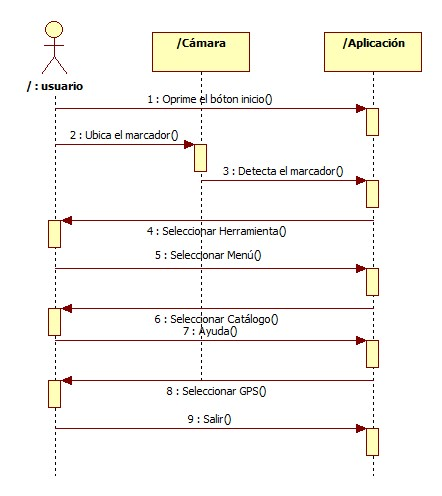 /Cámara
/Aplicación
/ : usuario
1 : Oprime el bóton inicio()
2 : Ubica el marcador()
3 : Detecta el marcador()
4 : Seleccionar Herramienta()
5 : Seleccionar Menú()
6 : Seleccionar Catálogo()
7 : Ayuda()
8 : Seleccionar GPS()
9 : Salir()